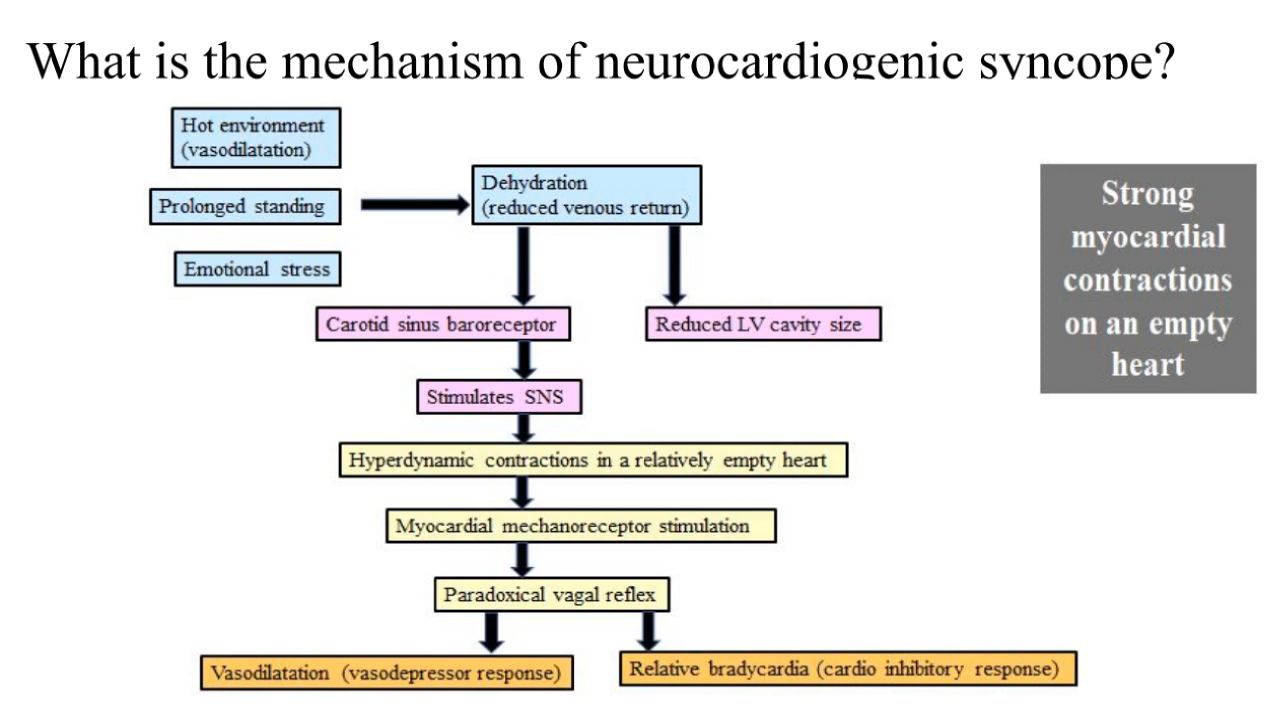 What is the mechanism of neurocardiogenic syncope?
Hot environment
(vasodilatation)
Prolonged standing
Emotional stress
Dehydration
(reduced venous return)
Carotid sinus baroreceptor
Reduced LV cavity size
Stimulates SNS
Hyperdynamic contractions in a relatively empty heart
Myocardial mechanoreceptor stimulation
Paradoxical vagal reflex
Vasodilatation (vasodepressor response)
Relative bradycardia (cardio inhibitory response)
Strong
myocardial
contractions
on an empty
heart